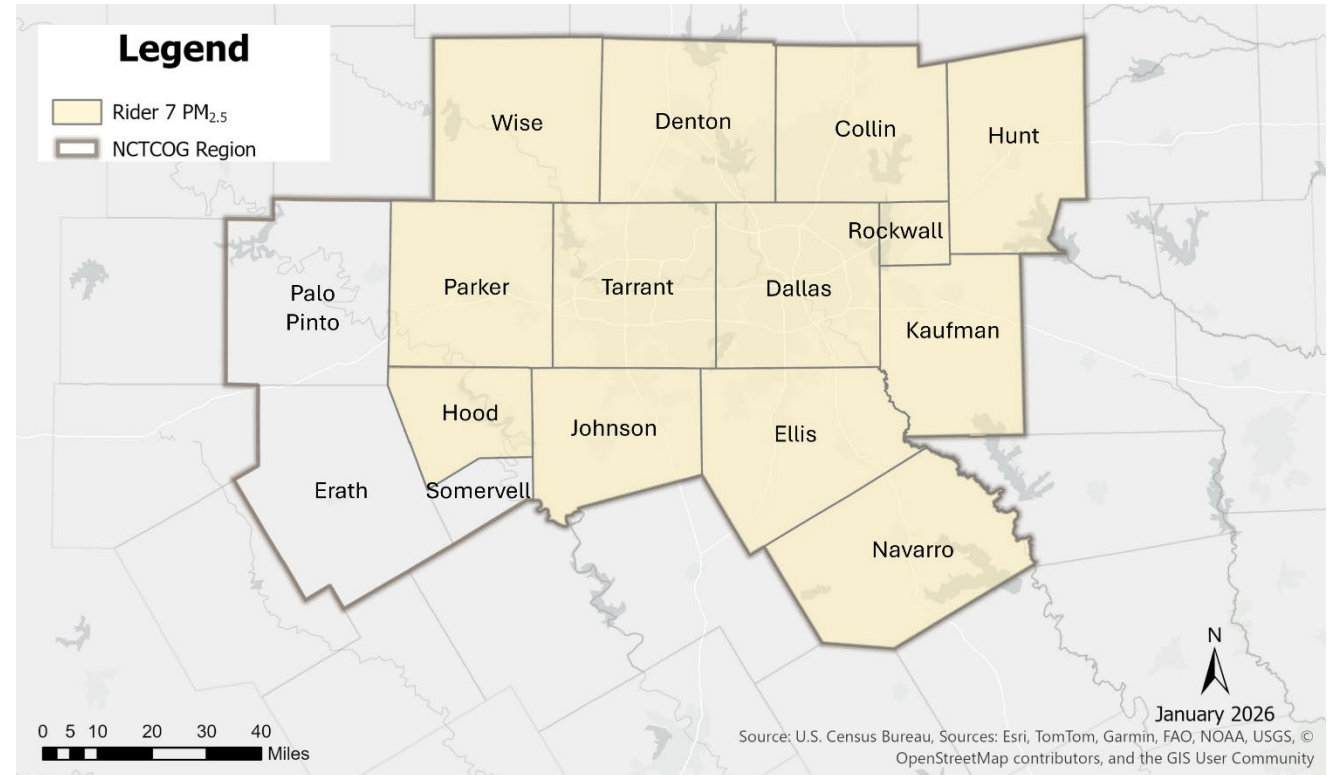 Legend
Rider 7 PM2.5
NCTCOG Region
Wise
Denton
Collin
Hunt
Rockwall
Palo
Pinto
Parker
Tarrant
Dallas
Kaufman
Hood
Johnson
Ellis
Erath
Somervell
Navarro
N
January 2026
0 5 10 20 30 40
Miles
Source: U.S. Census Bureau, Sources: Esri, TomTom, Garmin, FAO, NOAA, USGS, ©
OpenStreetMap contributors, and the GIS User Community